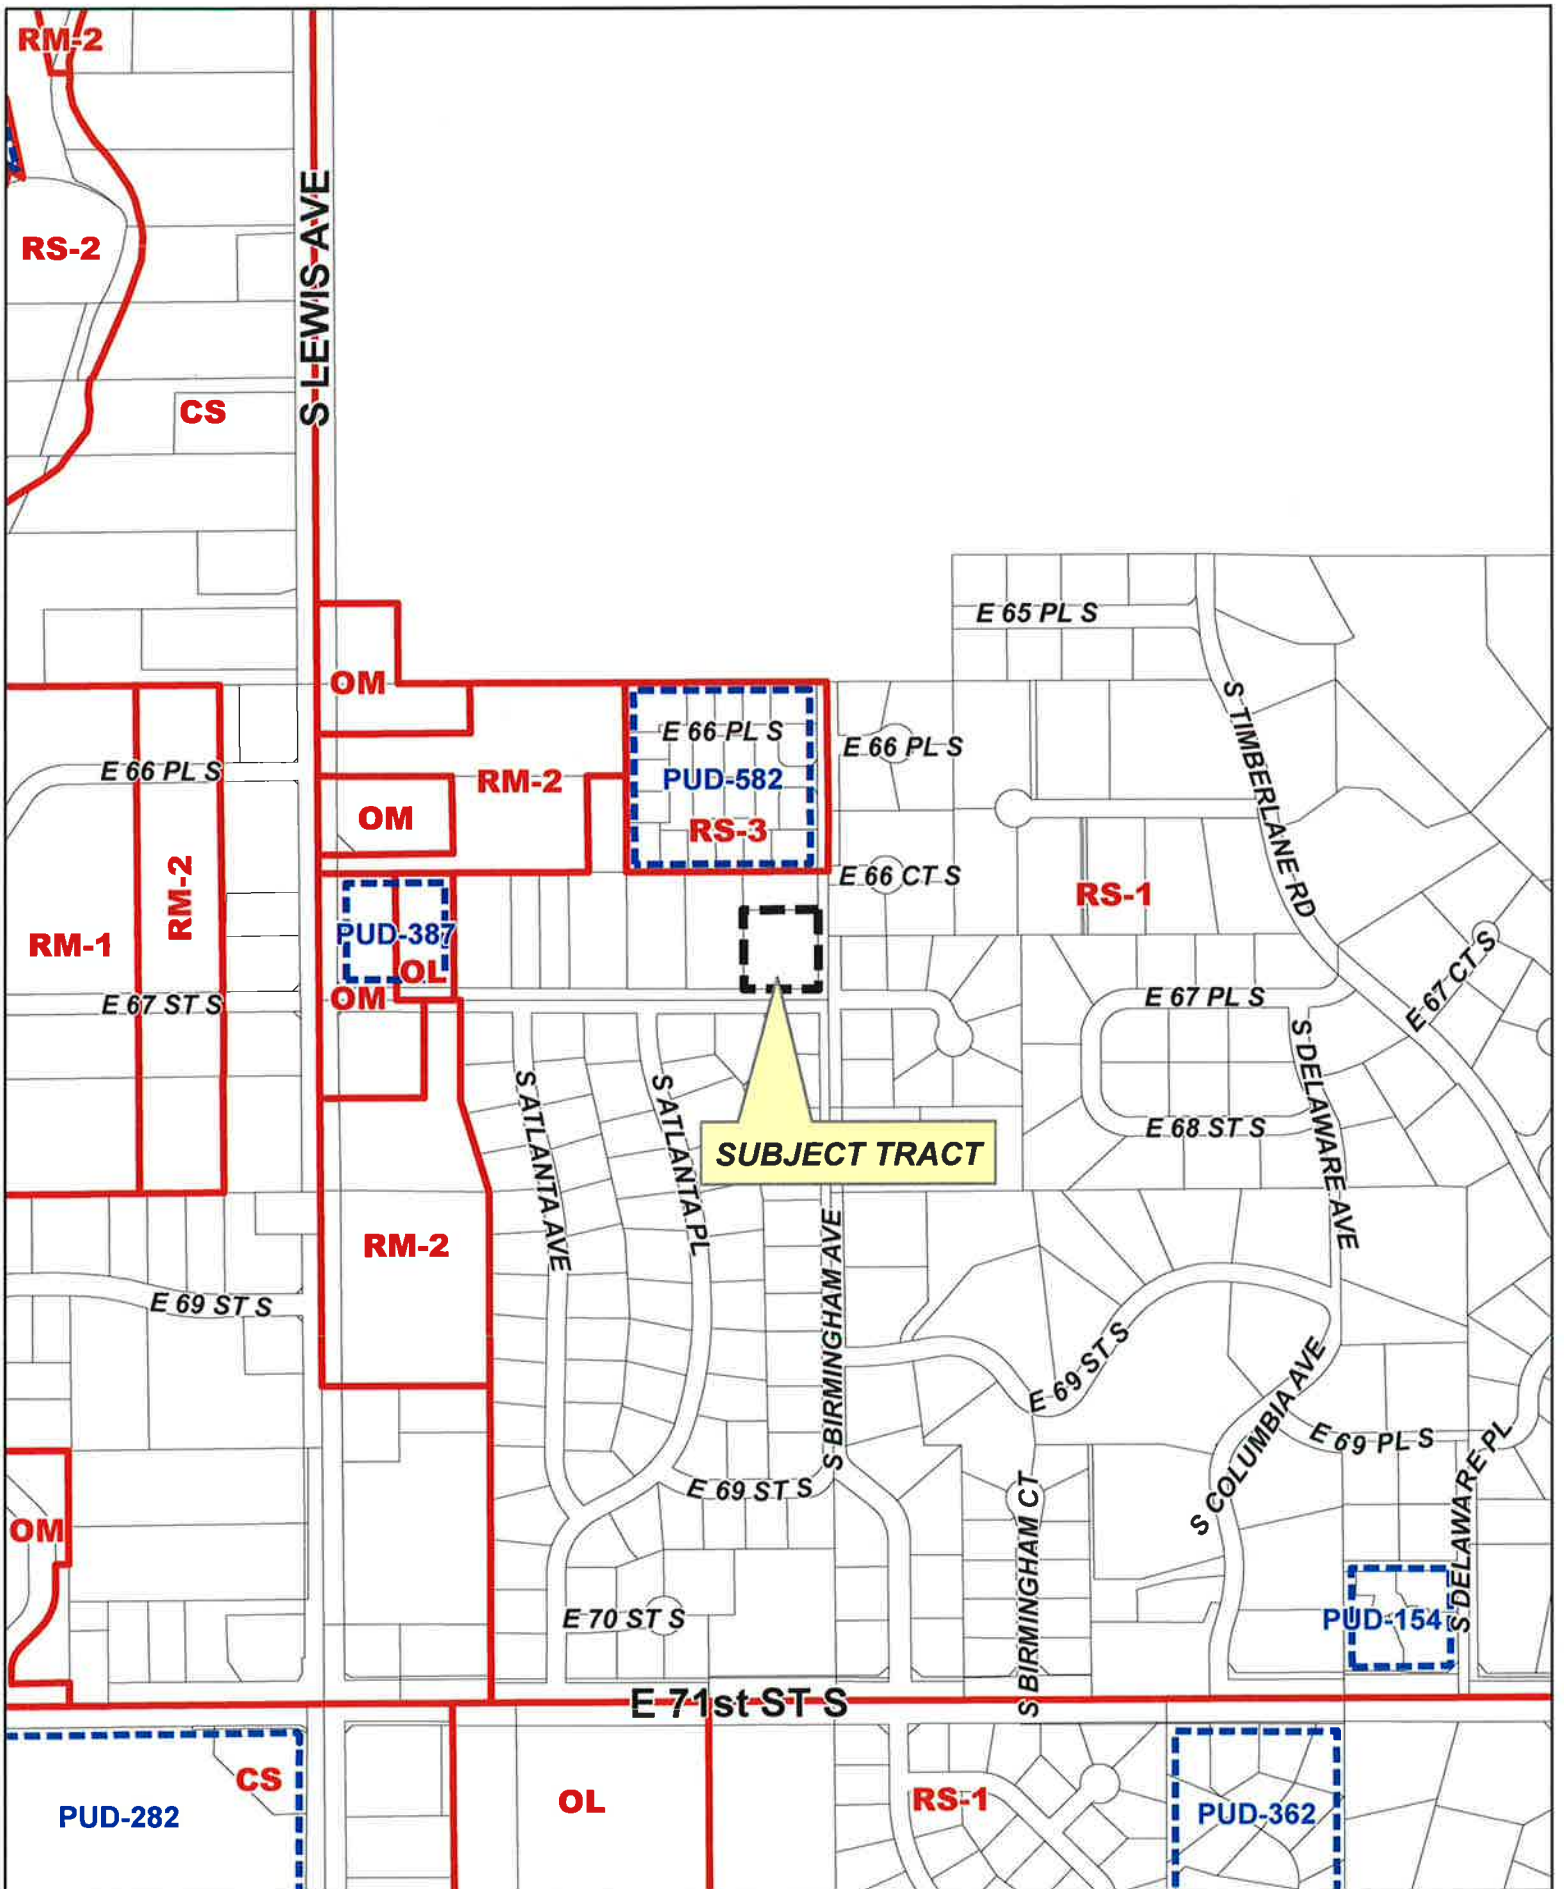 RM-2
S LEWIS AVE
RS-2
CS
E 65 PL S
OM
S TIMBERLANE RD
E 66 PL S
E 66 PL S
E 66 PL S
PUD-582
RM-2
OM
RS-3
RM-2
E 66 CT S
RS-1
RM-1
PUD-387
OL
OM
E 67 ST S
E 67 PL S
E 67 CT S
S DELAWARE AVE
S ATLANTA AVE
S ATLANTA PL
E 68 ST S
SUBJECT TRACT
RM-2
S BIRMINGHAM AVE
E 69 ST S
E 69 ST S
S COLUMBIA AVE
E 69 PL S
S DELAWARE PL
E 69 ST S
S BIRMINGHAM CT
OM
E 70 ST S
PUD-154
E 71st ST S
CS
PUD-282
OL
RS-1
PUD-362